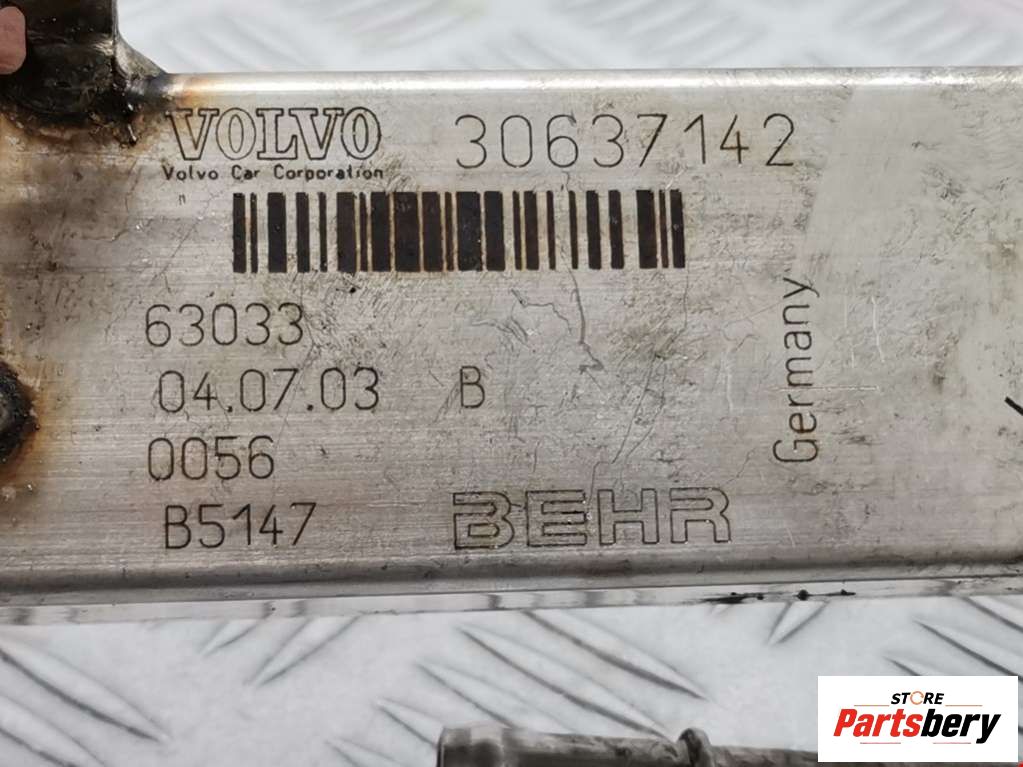 VOLVO 30637142
Volvo Car Corporation
63033
04.07.03 B
0056
B5147 BEHR
Germany
STORE
Partsbery